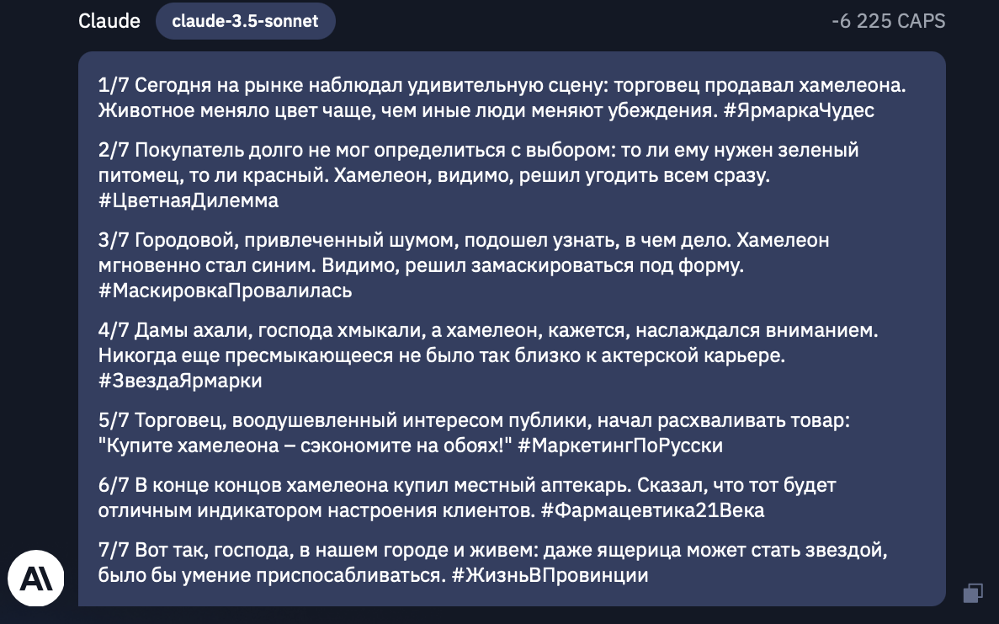 Claude claude-3.5-sonnet -6 225 CAPS
1/7 Сегодня на рынке наблюдал удивительную сцену: торговец продавал хамелеона.
Животное меняло цвет чаще, чем иные люди меняют убеждения. #ЯрмаркаЧудес
2/7 Покупатель долго не мог определиться с выбором: то ли ему нужен зеленый
питомец, то ли красный. Хамелеон, видимо, решил угодить всем сразу.
#ЦветнаяДилемма
3/7 Городовой, привлеченный шумом, подошел узнать, в чем дело. Хамелеон
мгновенно стал синим. Видимо, решил замаскироваться под форму.
#МаскировкаПровалилась
4/7 Дамы ахали, господа хмыкали, а хамелеон, кажется, наслаждался вниманием.
Никогда еще пресмыкающееся не было так близко к актерской карьере.
#ЗвездаЯрмарки
5/7 Торговец, воодушевленный интересом публики, начал расхваливать товар:
"Купите хамелеона – сэкономите на обоях!" #МаркетингПоРусски
6/7 В конце концов хамелеона купил местный аптекарь. Сказал, что тот будет
отличным индикатором настроения клиентов. #Фармацевтика21Века
7/7 Вот так, господа, в нашем городе и живем: даже ящерица может стать звездой,
было бы умение приспосабливаться. #ЖизньВПровинции
A\